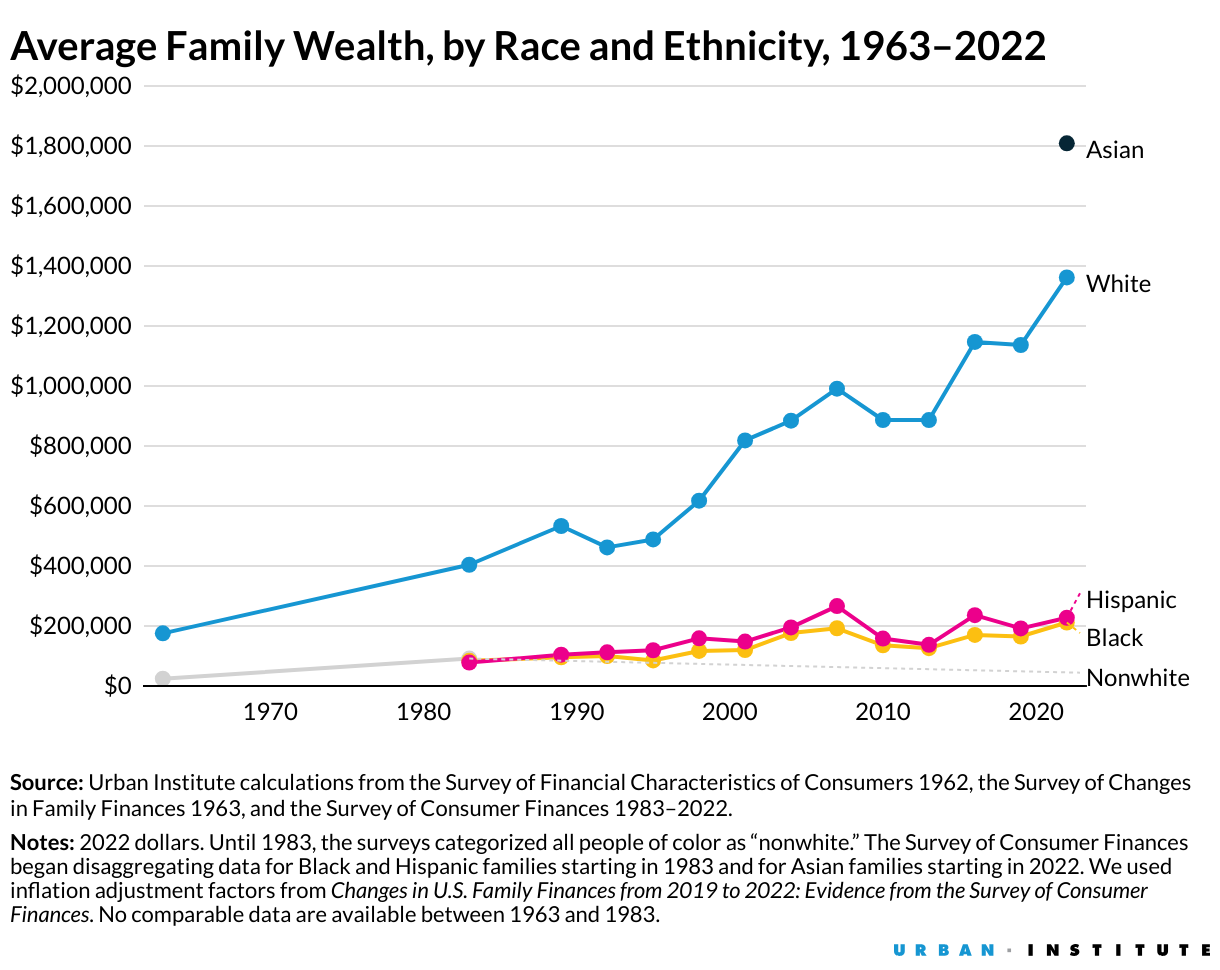 Average Family Wealth, by Race and Ethnicity, 1963–2022
$2,000,000
$1,800,000
Asian
$1,600,000
$1,400,000
White
$1,200,000
$1,000,000
$800,000
$600,000
$400,000
Hispanic
$200,000
Black
Nonwhite
$0
1970 1980 1990 2000 2010 2020
Source: Urban Institute calculations from the Survey of Financial Characteristics of Consumers 1962, the Survey of Changes
in Family Finances 1963, and the Survey of Consumer Finances 1983–2022.
Notes: 2022 dollars. Until 1983, the surveys categorized all people of color as “nonwhite.” The Survey of Consumer Finances
began disaggregating data for Black and Hispanic families starting in 1983 and for Asian families starting in 2022. We used
inflation adjustment factors from Changes in U.S. Family Finances from 2019 to 2022: Evidence from the Survey of Consumer
Finances. No comparable data are available between 1963 and 1983.
URBAN · INSTITUTE